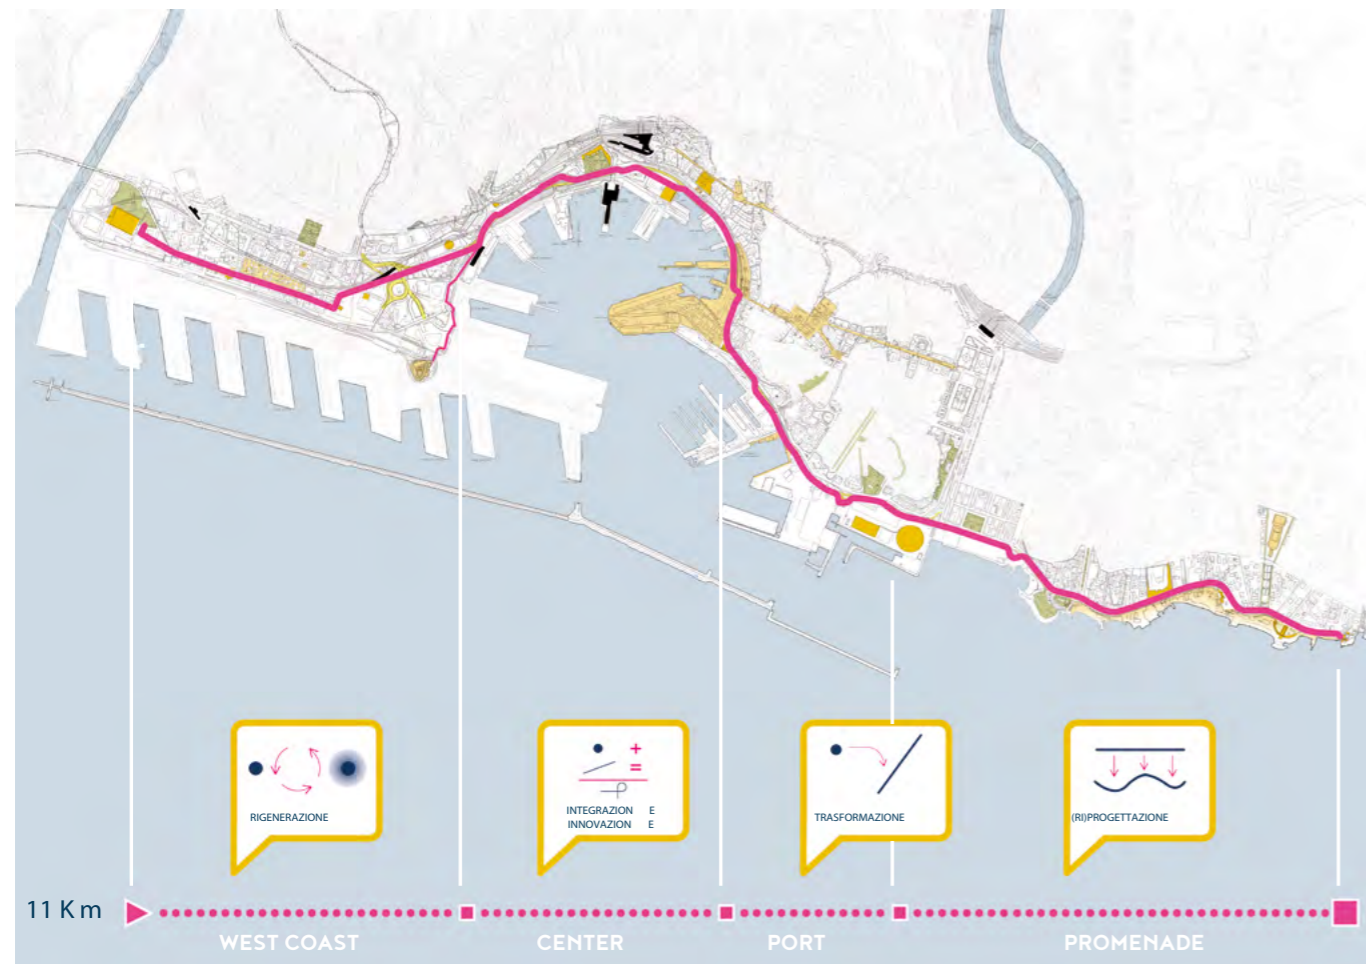 RIGENERAZIONE
INTEGRAZION E
INNOVAZION E
TRASFORMAZIONE
(RI)PROGETTAZIONE
11 Km
WEST COAST
CENTER
PORT
PROMENADE